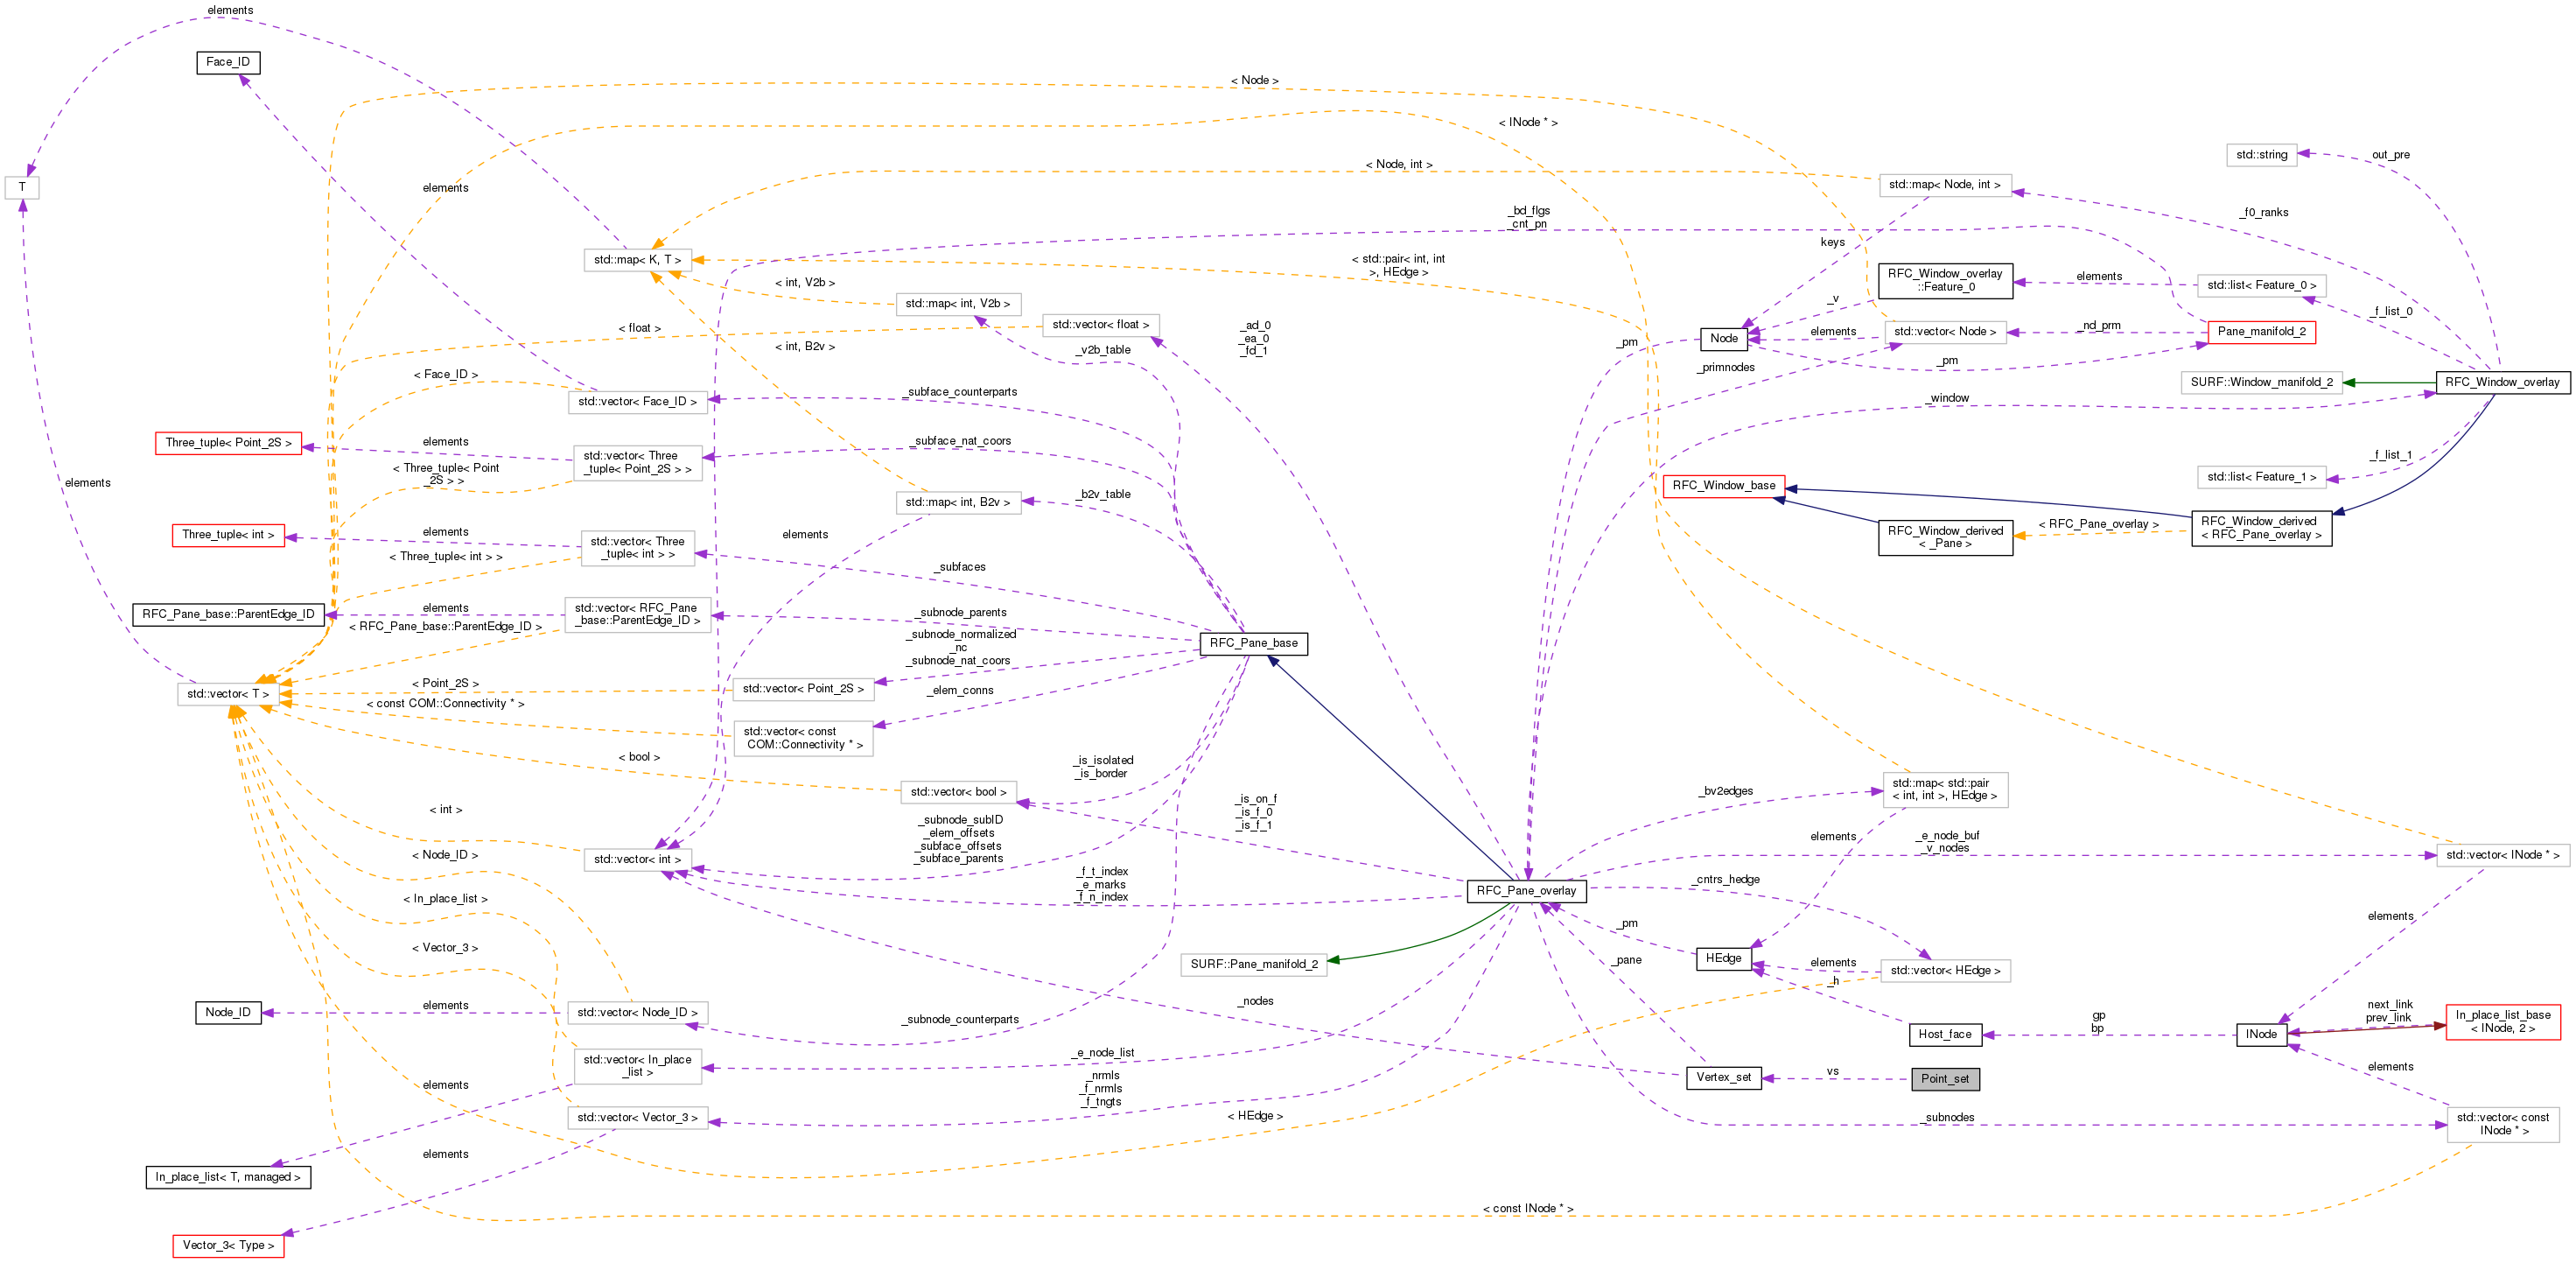 elements
Face_ID
< Node >
< INode * >
out_pre
std::string
< Node, int >
elements
T
std::map< Node, int >
_bd_flgs
_cnt_pn
_f0_ranks
keys
std::map< K, T >
< std::pair< int, int
>, HEdge >
RFC_Window_overlay
::Feature_0
elements
std::list< Feature_0 >
< int, V2b >
std::map< int, V2b >
_v
_f_list_0
< float >
std::vector< float >
_ad_0
_ea_0
_fd_1
_pm
Node
elements
std::vector< Node >
_nd_prm
Pane_manifold_2
< int, B2v >
_v2b_table
_primnodes
_pm
< Face_ID >
SURF::Window_manifold_2
RFC_Window_overlay
std::vector< Face_ID >
_subface_counterparts
_window
Three_tuple< Point_2S >
elements
std::vector< Three
_tuple< Point_2S > >
_subface_nat_coors
_f_list_1
< Three_tuple< Point
_2S > >
elements
std::list< Feature_1 >
RFC_Window_base
std::map< int, B2v >
_b2v_table
Three_tuple< int >
elements
std::vector< Three
_tuple< int > >
elements
RFC_Window_derived
< _Pane >
< RFC_Pane_overlay >
RFC_Window_derived
< RFC_Pane_overlay >
< Three_tuple< int > >
_subfaces
RFC_Pane_base::ParentEdge_ID
elements
std::vector< RFC_Pane
_base::ParentEdge_ID >
_subnode_parents
< RFC_Pane_base::ParentEdge_ID >
_subnode_normalized
_nc
_subnode_nat_coors
RFC_Pane_base
std::vector< T >
< Point_2S >
std::vector< Point_2S >
_elem_conns
< const COM::Connectivity * >
std::vector< const
COM::Connectivity * >
< bool >
std::vector< bool >
_is_isolated
_is_border
_is_on_f
_is_f_0
_is_f_1
_bv2edges
std::map< std::pair
< int, int >, HEdge >
< int >
_subnode_subID
_elem_offsets
_subface_offsets
_subface_parents
elements
_e_node_buf
_v_nodes
< Node_ID >
std::vector< int >
std::vector< INode * >
_f_t_index
_e_marks
_f_n_index
RFC_Pane_overlay
_cntrs_hedge
< In_place_list >
_pm
elements
< Vector_3 >
SURF::Pane_manifold_2
_pane
HEdge
elements
std::vector< HEdge >
_h
Node_ID
elements
std::vector< Node_ID >
_subnode_counterparts
_nodes
next_link
prev_link
gp
bp
Host_face
INode
In_place_list_base
< INode, 2 >
std::vector< In_place
_list >
_e_node_list
Vertex_set
vs
Point_set
elements
elements
_nrmls
_f_nrmls
_f_tngts
std::vector< Vector_3 >
< HEdge >
_subnodes
std::vector< const
INode * >
elements
In_place_list< T, managed >
< const INode * >
Vector_3< Type >